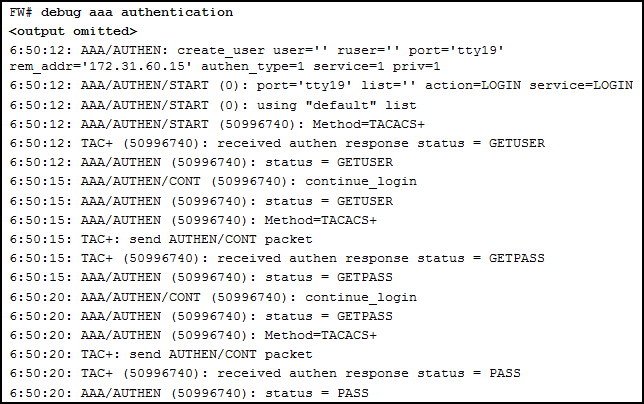 FW# debug aaa authentication
<output omitted>
6:50:12: AAA/AUTHEN: create_user user='' ruser='' port='tty19'
rem_addr='172.31.60.15' authen_type=1 service=1 priv=1
6:50:12: AAA/AUTHEN/START (0): port='tty19' list='' action=LOGIN service=LOGIN
6:50:12: AAA/AUTHEN/START (0): using "default" list
6:50:12: AAA/AUTHEN/START (50996740): Method=TACACS+
6:50:12: TAC+ (50996740): received authen response status = GETUSER
6:50:12: AAA/AUTHEN (50996740): status = GETUSER
6:50:15: AAA/AUTHEN/CONT (50996740): continue_login
6:50:15: AAA/AUTHEN (50996740): status = GETUSER
6:50:15: AAA/AUTHEN (50996740): Method=TACACS+
6:50:15: TAC+: send AUTHEN/CONT packet
6:50:15: TAC+ (50996740): received authen response status = GETPASS
6:50:15: AAA/AUTHEN (50996740): status = GETPASS
6:50:20: AAA/AUTHEN/CONT (50996740): continue_login
6:50:20: AAA/AUTHEN (50996740): status = GETPASS
6:50:20: AAA/AUTHEN (50996740): Method=TACACS+
6:50:20: TAC+: send AUTHEN/CONT packet
6:50:20: TAC+ (50996740): received authen response status = PASS
6:50:20: AAA/AUTHEN (50996740): status = PASS